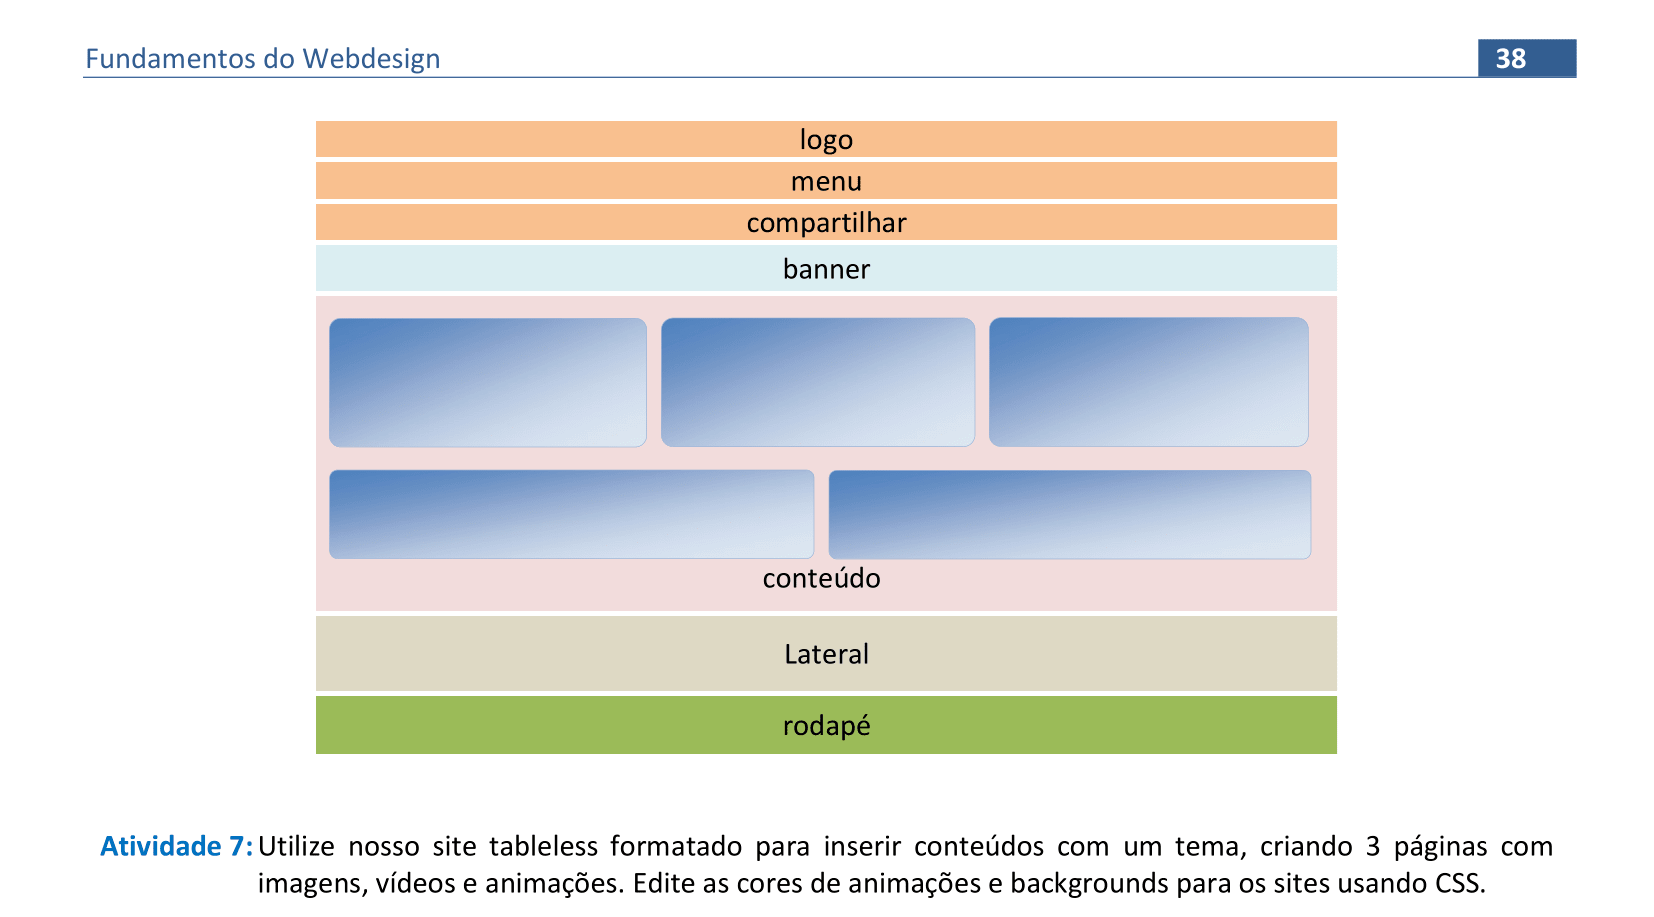 Fundamentos do Webdesign
38
logo
menu
compartilhar
banner
conteúdo
Lateral
rodapé
Atividade 7: Utilize nosso site tableless formatado para inserir conteúdos com um tema, criando 3 páginas com
imagens, vídeos e animações. Edite as cores de animações e backgrounds para os sites usando CSS.